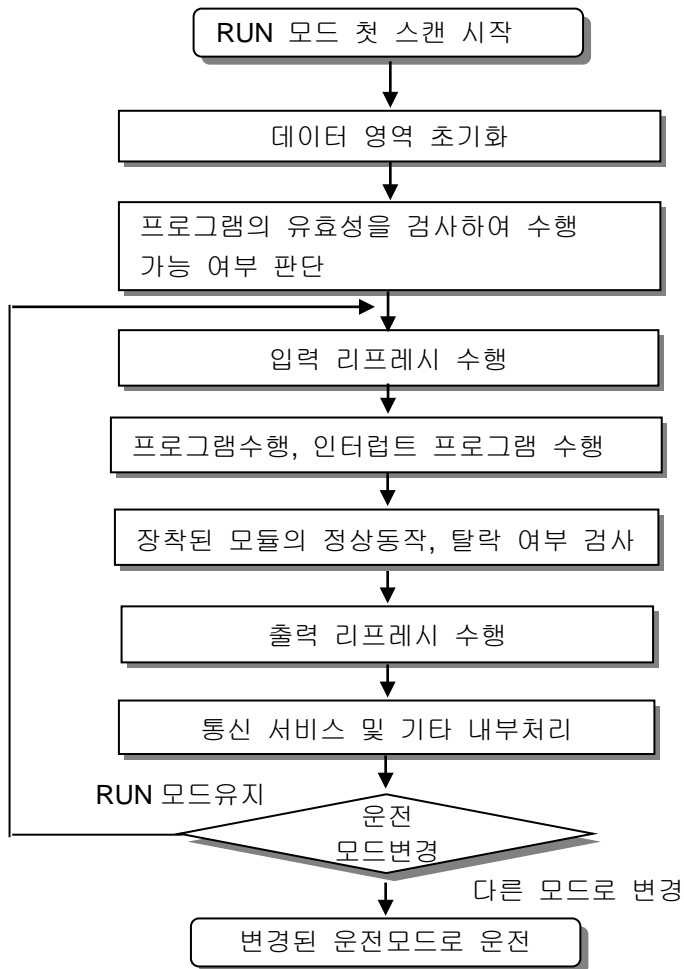 RUN 모드 첫 스캔 시작
데이터 영역 초기화
프로그램의 유효성을 검사하여 수행
가능 여부 판단
입력 리프레시 수행
프로그램수행, 인터럽트 프로그램 수행
장착된 모듈의 정상동작, 탈락 여부 검사
출력 리프레시 수행
통신 서비스 및 기타 내부처리
RUN 모드유지
운전
모드변경
다른 모드로 변경
변경된 운전모드로 운전